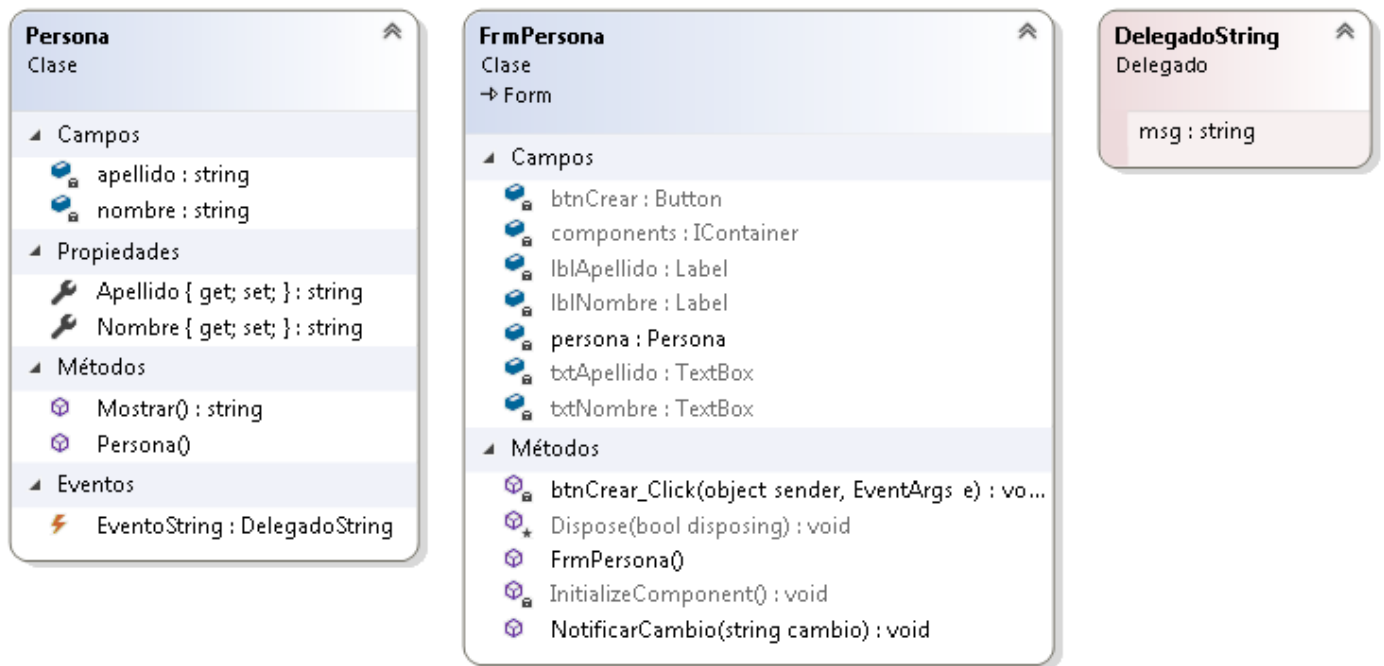 Persona
Clase
Campos
apellido : string
nombre : string
Propiedades
Apellido { get; set; } : string
Nombre { get; set; } : string
Métodos
Mostrar() : string
Persona()
Eventos
EventoString : DelegadoString
FrmPersona
Clase
Form
Campos
btnCrear : Button
components : IContainer
lblApellido : Label
lblNombre : Label
persona : Persona
txtApellido : TextBox
txtNombre : TextBox
Métodos
btnCrear_Click(object sender, EventArgs e) : vo...
Dispose(bool disposing) : void
FrmPersona()
InitializeComponent() : void
NotificarCambio(string cambio) : void
DelegadoString
Delegado
msg : string